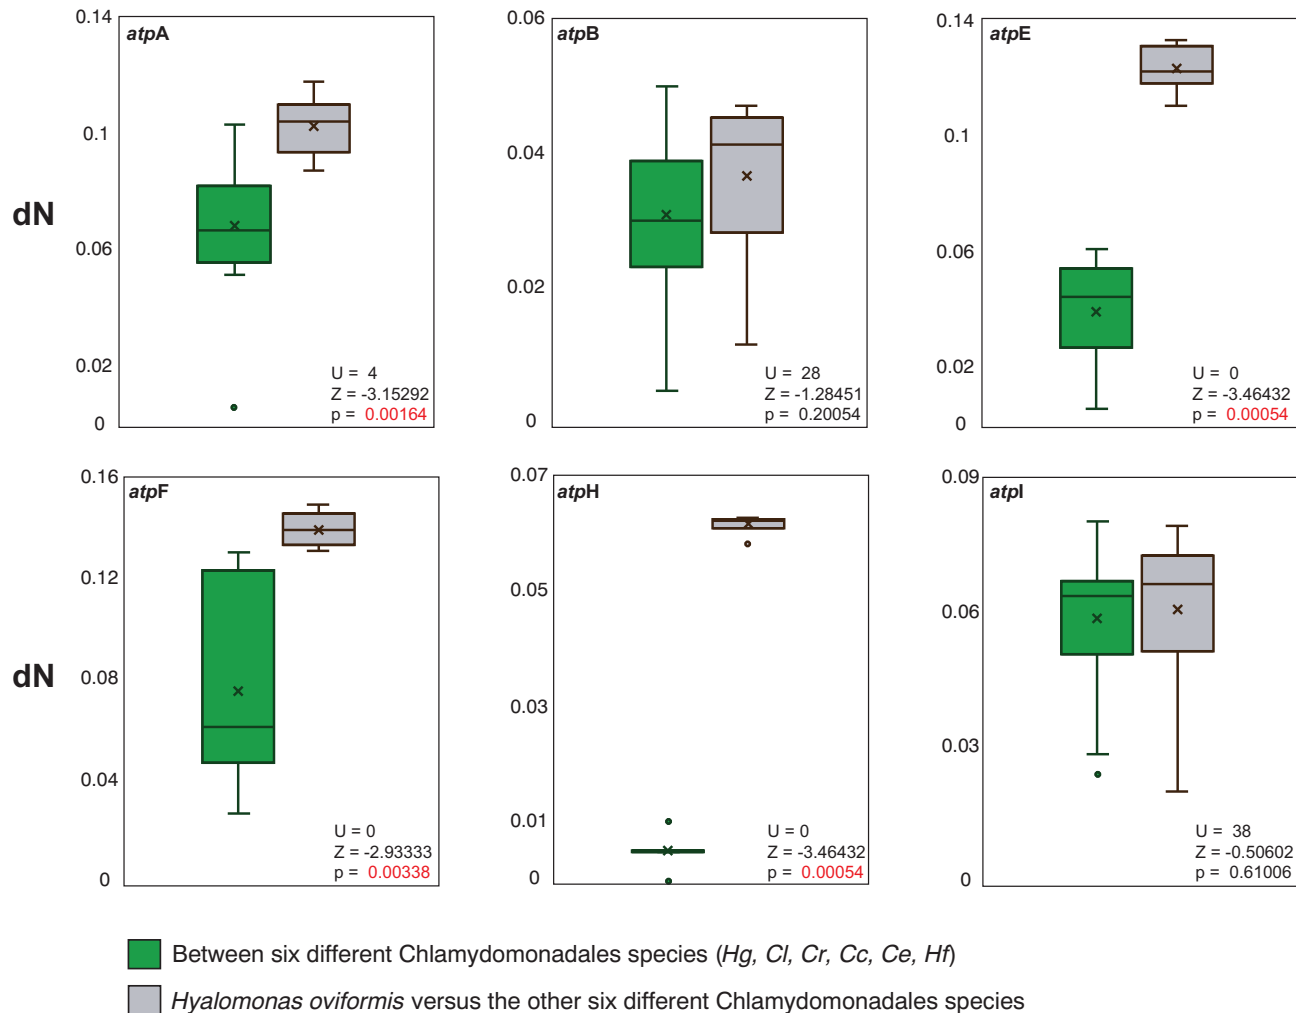 atpA
0.14
0.1
0.06
0.02
0
dN
U = 4
Z = -3.15292
p = 0.00164
atpB
0.06
0.04
0.02
0
U = 28
Z = -1.28451
p = 0.20054
atpE
0.14
0.1
0.06
0.02
0
U = 0
Z = -3.46432
p = 0.00054
atpF
0.16
0.12
0.08
0.04
0
dN
U = 0
Z = -2.93333
p = 0.00338
atpH
0.07
0.05
0.03
0.01
0
U = 0
Z = -3.46432
p = 0.00054
atpI
0.09
0.06
0.03
0
U = 38
Z = -0.50602
p = 0.61006
Between six different Chlamydomonadales species (Hg, Cl, Cr, Cc, Ce, Hf)
Hyalomonas oviformis versus the other six different Chlamydomonadales species